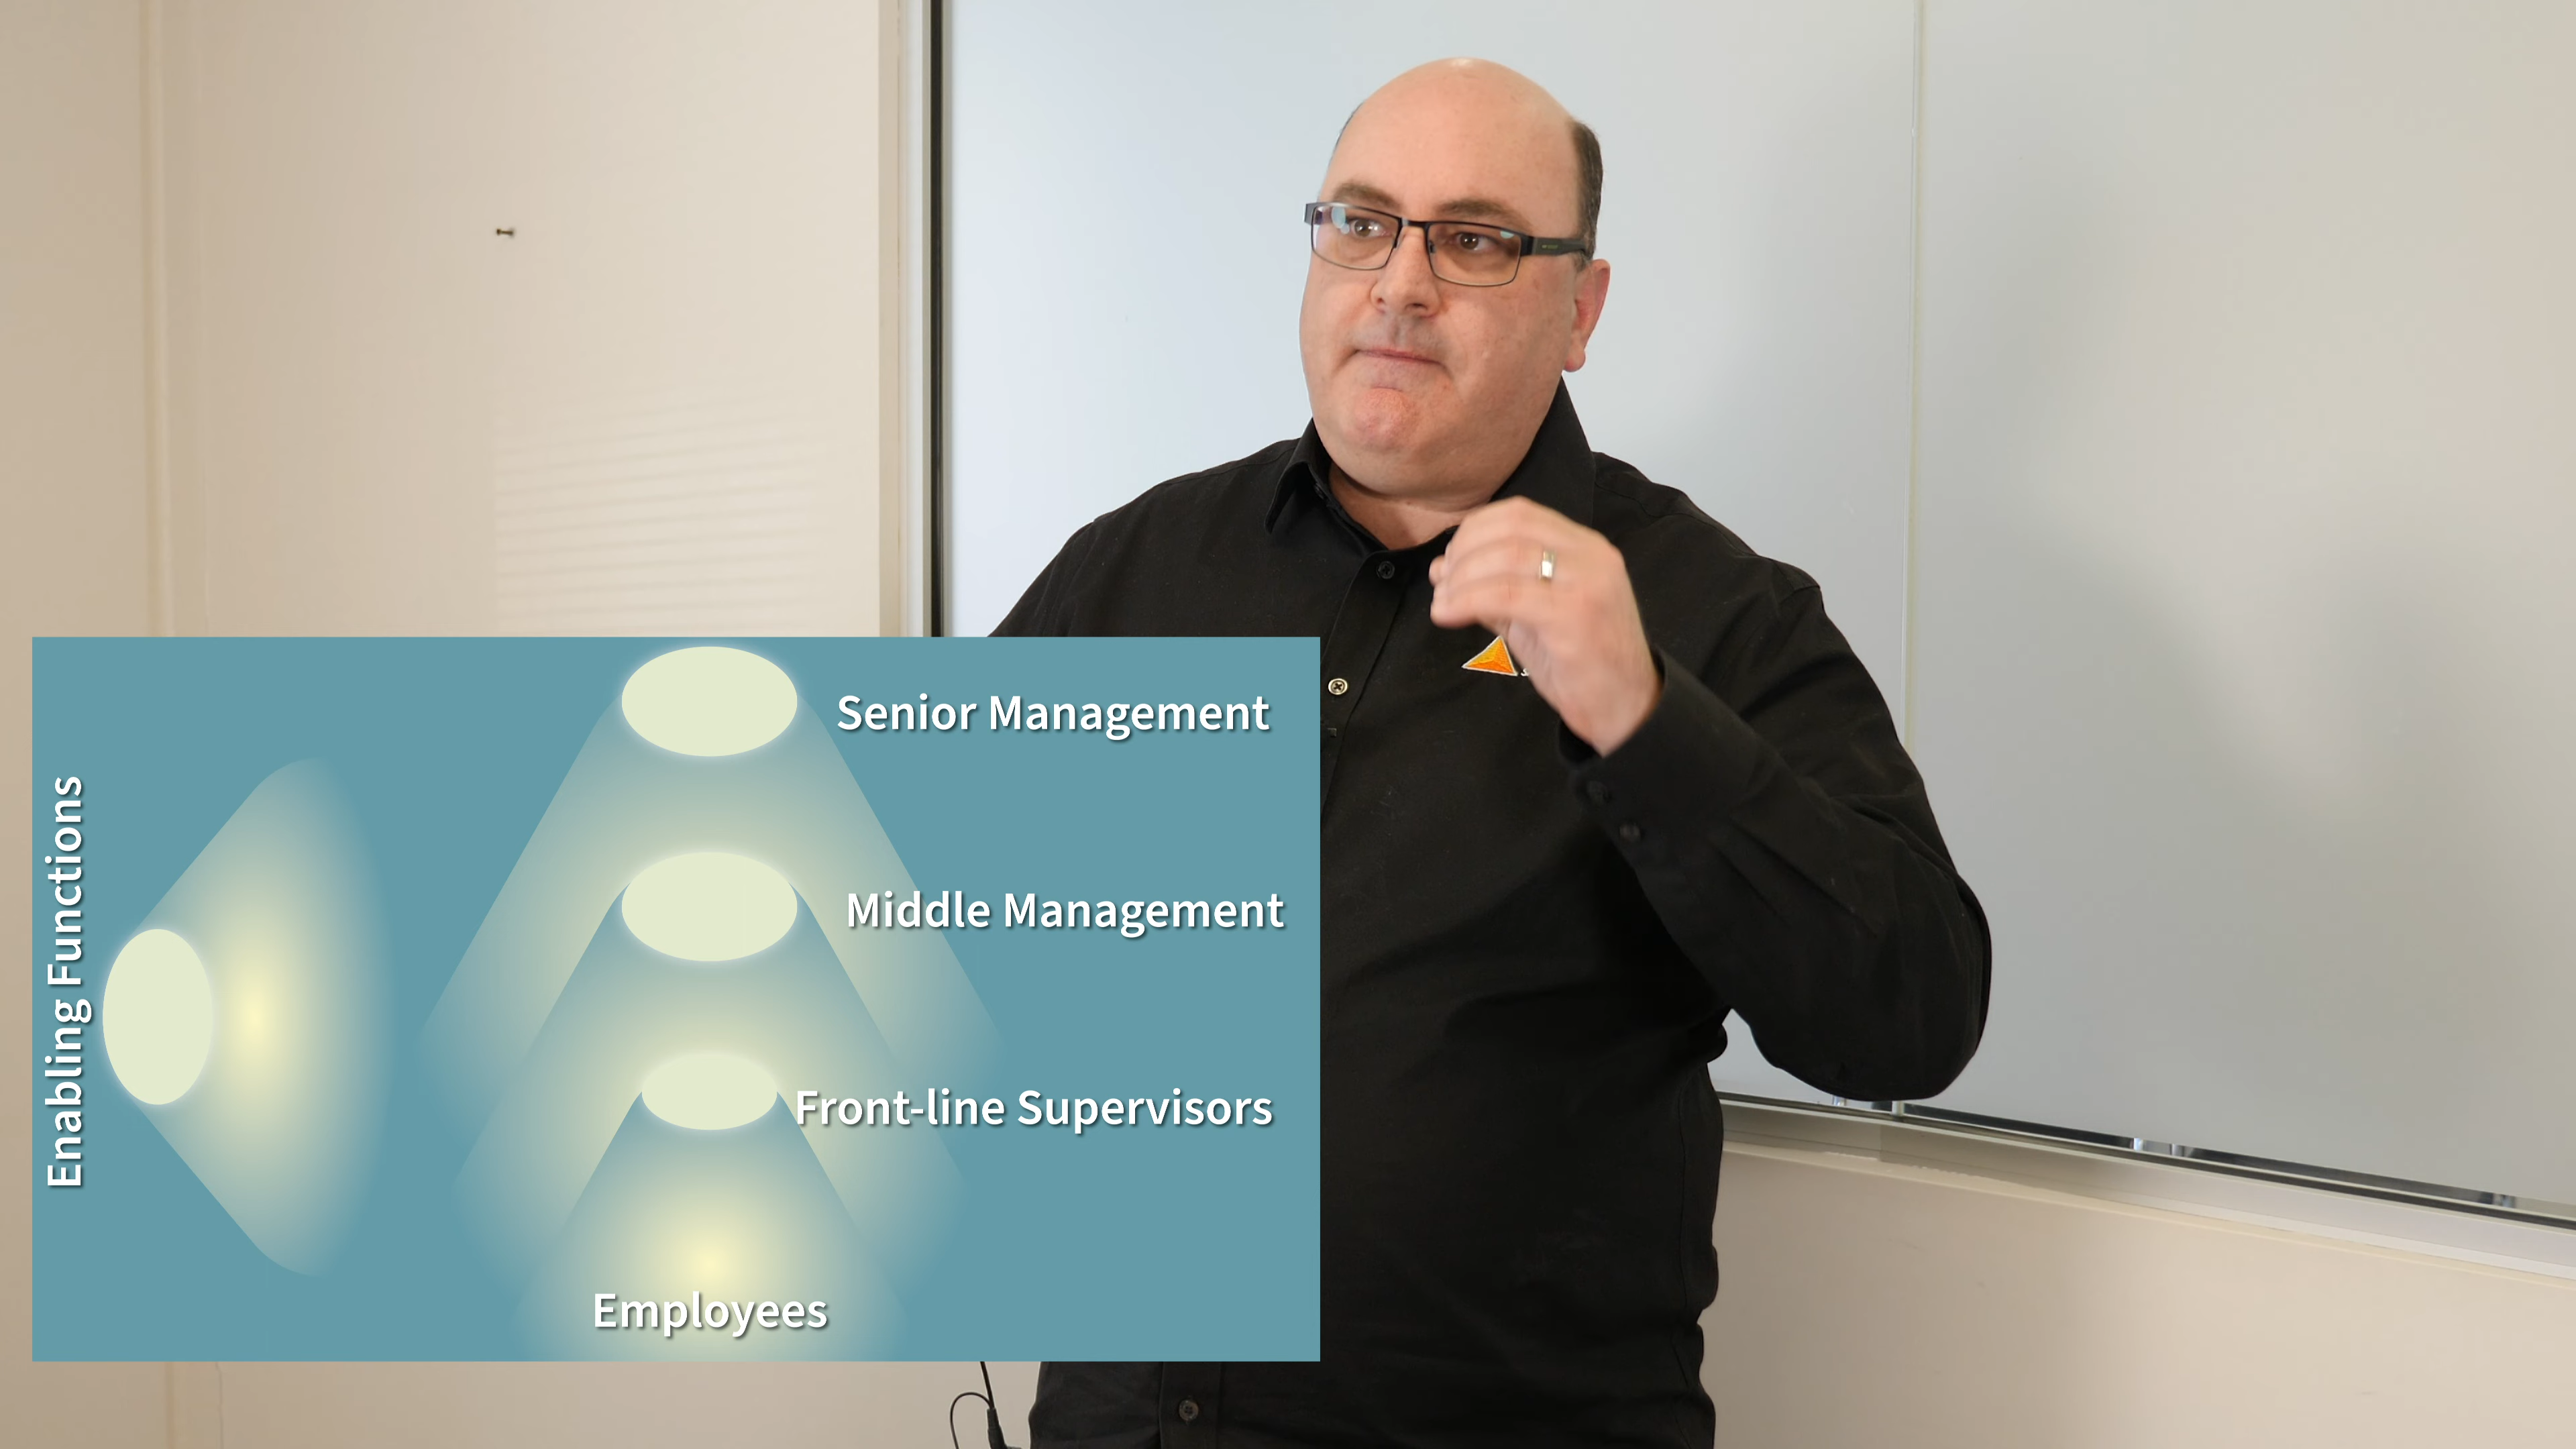 Senior Management
Middle Management
Front-line Supervisors
Employees
Enabling Functions